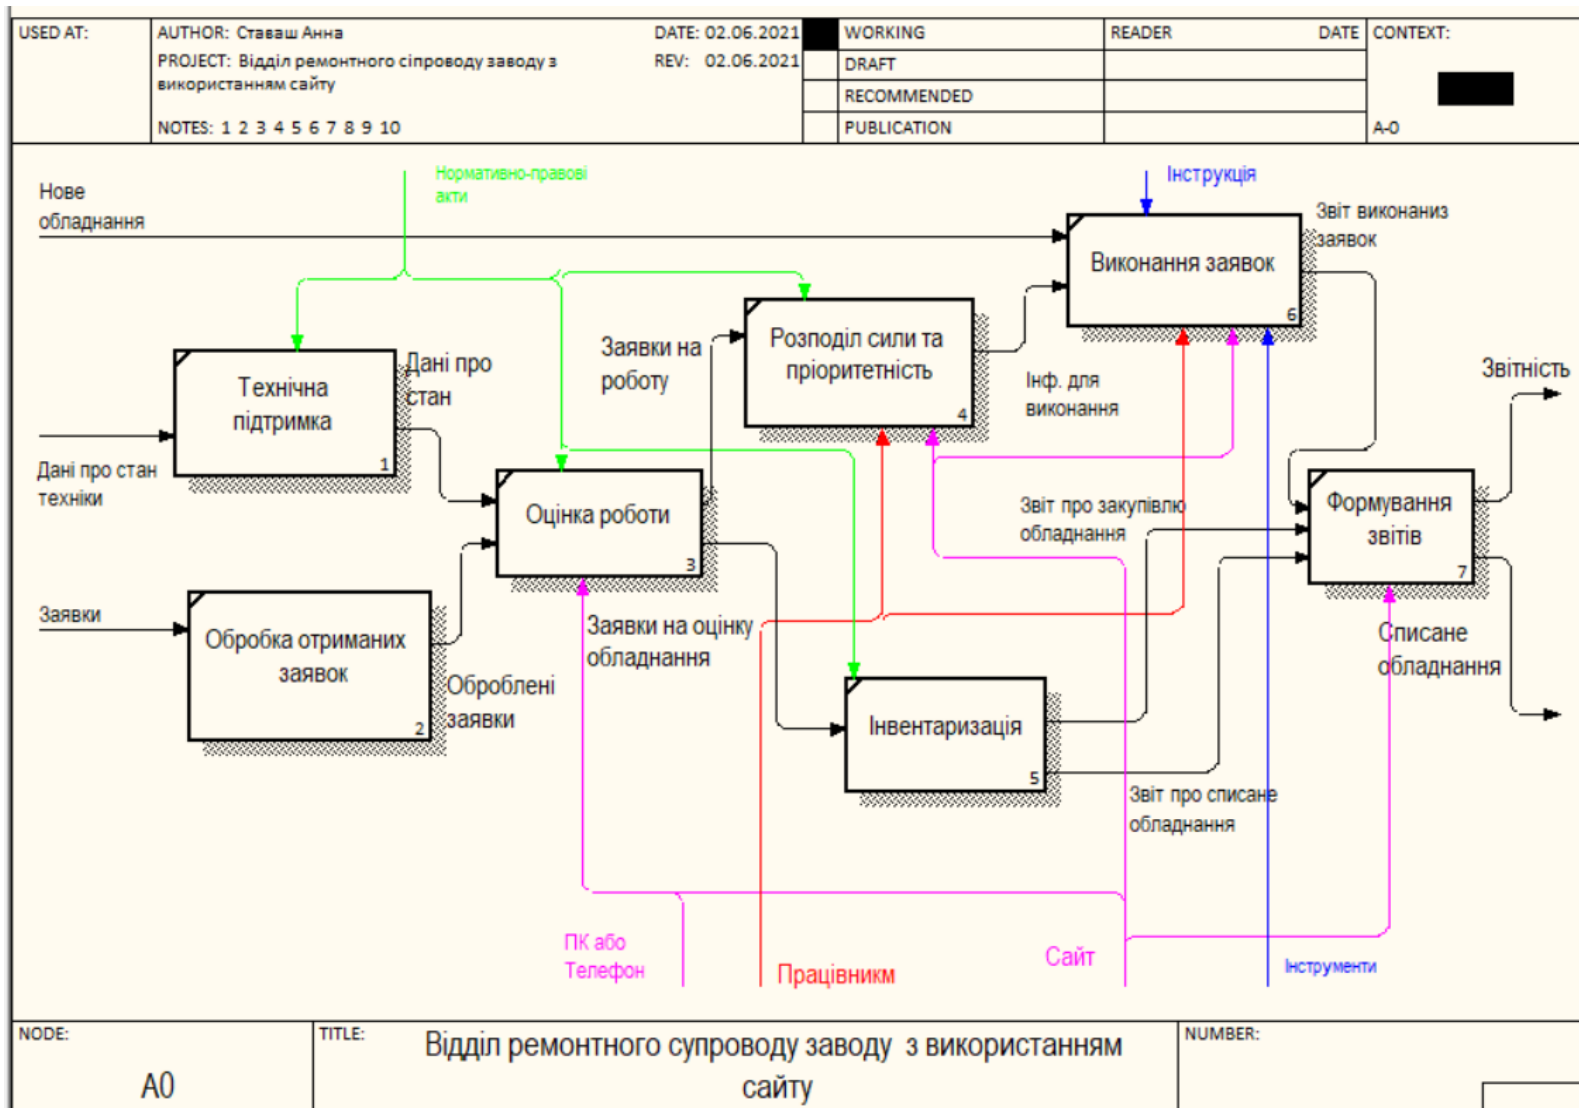 USED AT:
AUTHOR: Ставаш Анна
DATE: 02.06.2021
PROJECT: Відділ ремонтного сіпроводу заводу з
використанням сайту
REV: 02.06.2021
NOTES: 1 2 3 4 5 6 7 8 9 10
WORKING
DRAFT
RECOMMENDED
PUBLICATION
READER
DATE
CONTEXT:
A-0
Нове
обладнання
Нормативно-правові
акти
Інструкція
Звіт виконаниз
заявок
Виконання заявок
6
Заявки на
роботу
Розподіл сили та
пріоритетність
4
Інф. для
виконання
Звітність
Технічна
підтримка
1
Дані про
стан
Дані про стан
техніки
Оцінка роботи
3
Звіт про закупівлю
обладнання
Формування
звітів
7
Заявки
Обробка отриманих
заявок
2
Оброблені
заявки
Заявки на оцінку
обладнання
Інвентаризація
5
Списане
обладнання
Звіт про списане
обладнання
ПК або
Телефон
Працівникм
Сайт
Інструменти
NODE:
A0
TITLE:
Відділ ремонтного супроводу заводу з використанням
сайту
NUMBER: